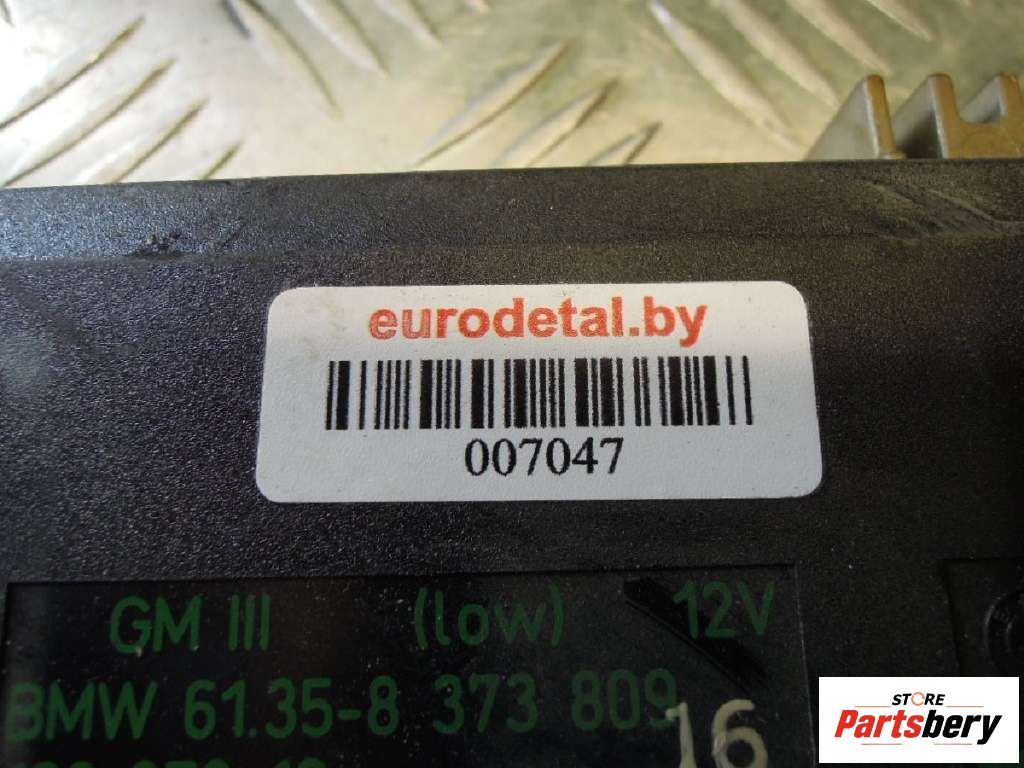 eurodetal.by
007047
GM III (low) 12V
BMW 61.35-8 373 809
16
STORE
Partsbery